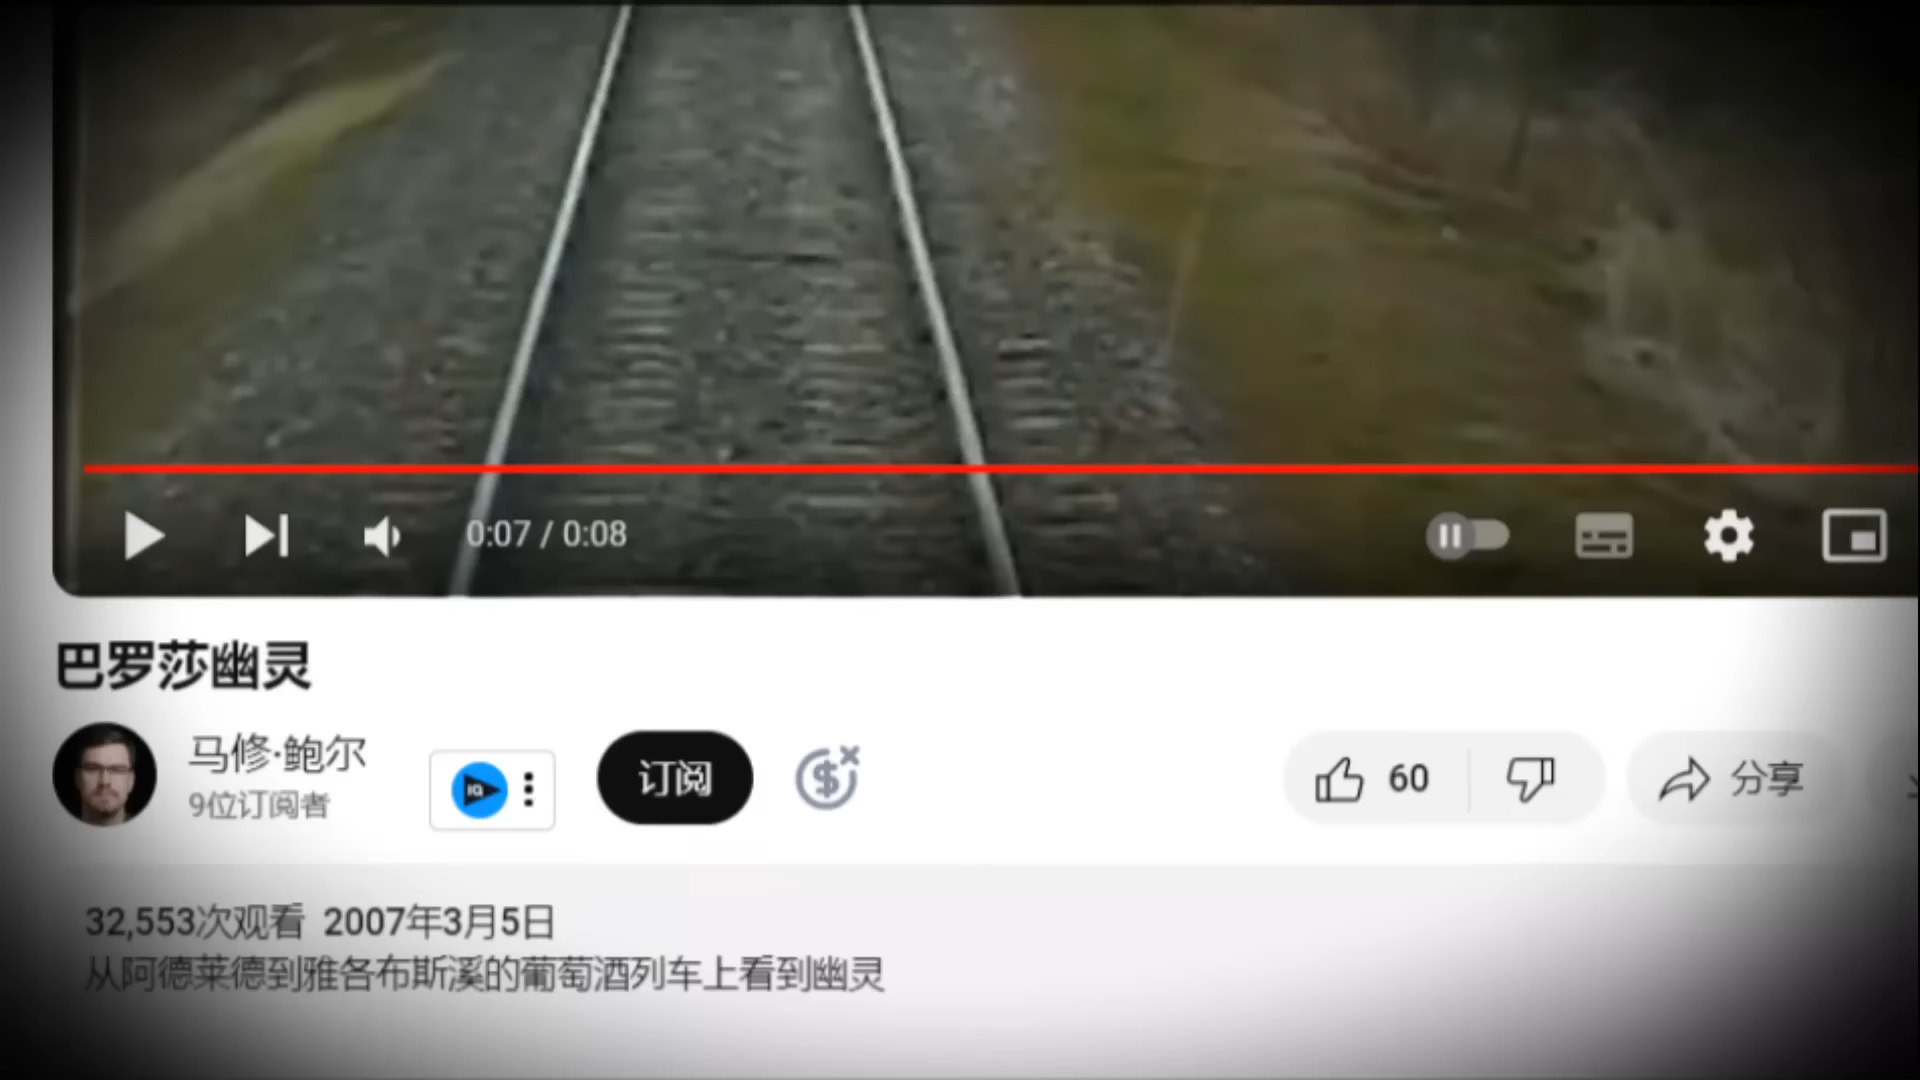 0:07 / 0:08
巴罗莎幽灵
马修·鲍尔
9位订阅者
IQ
订阅
60
分享
32,553次观看 2007年3月5日
从阿德莱德到雅各布斯溪的葡萄酒列车上看到幽灵